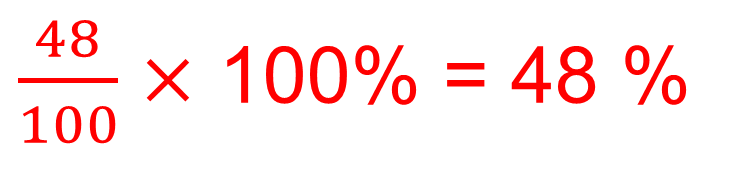 48/100 × 100% = 48 %